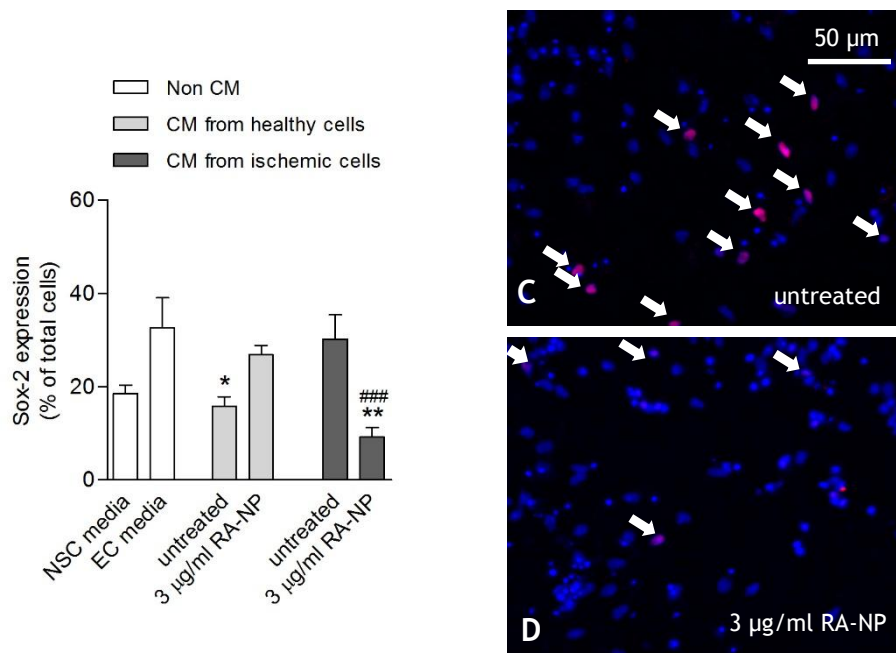 Non CM
CM from healthy cells
CM from ischemic cells
Sox-2 expression
(% of total cells)
60
40
20
0
*
###
**
NSC media
EC media
untreated
3 µg/ml RA-NP
untreated
3 µg/ml RA-NP
50 µm
C
untreated
D
3 µg/ml RA-NP